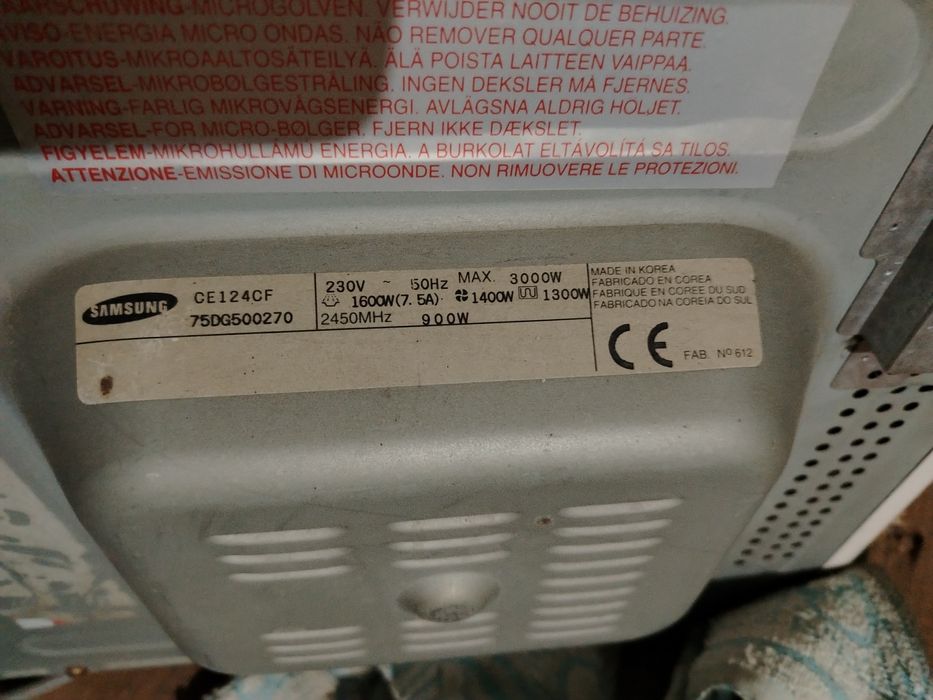 AARSCHUWING-MICROGOLVEN. VERWIJDER NOOIT DE BEHUIZING.
AVISO-ENERGIA MICRO ONDAS. NÃO REMOVER QUALQUER PARTE.
VAROITUS-MIKROAALTOSÄTEILYÄ. ÄLÄ POISTA LAITTEEN VAIPPAA.
ADVARSEL-MIKROBØLGESTRÅLING. INGEN DEKSLER MÅ FJERNES.
VARNING-FARLIG MIKROVÅGSENERGI. AVLÄGSNA ALDRIG HÖLJET.
ADVARSEL-FOR MICRO-BØLGER. FJERN IKKE DÆKSLET.
FIGYELEM-MIKROHULLÁMU ENERGIA. A BURKOLAT ELTÁVOLÍTÁSA TILOS.
ATTENZIONE-EMISSIONE DI MICROONDE. NON RIMUOVERE LE PROTEZIONI.
SAMSUNG CE124CF
75DG500270
230V ~ 50Hz MAX. 3000W
1600W(7.5A) 1400W 1300W
2450MHz 900W
MADE IN KOREA
FABRICADO EN COREA
FABRIQUE EN COREE DU SUD
FABRICADO NA COREIA DO SUL
CE FAB. Nº 612